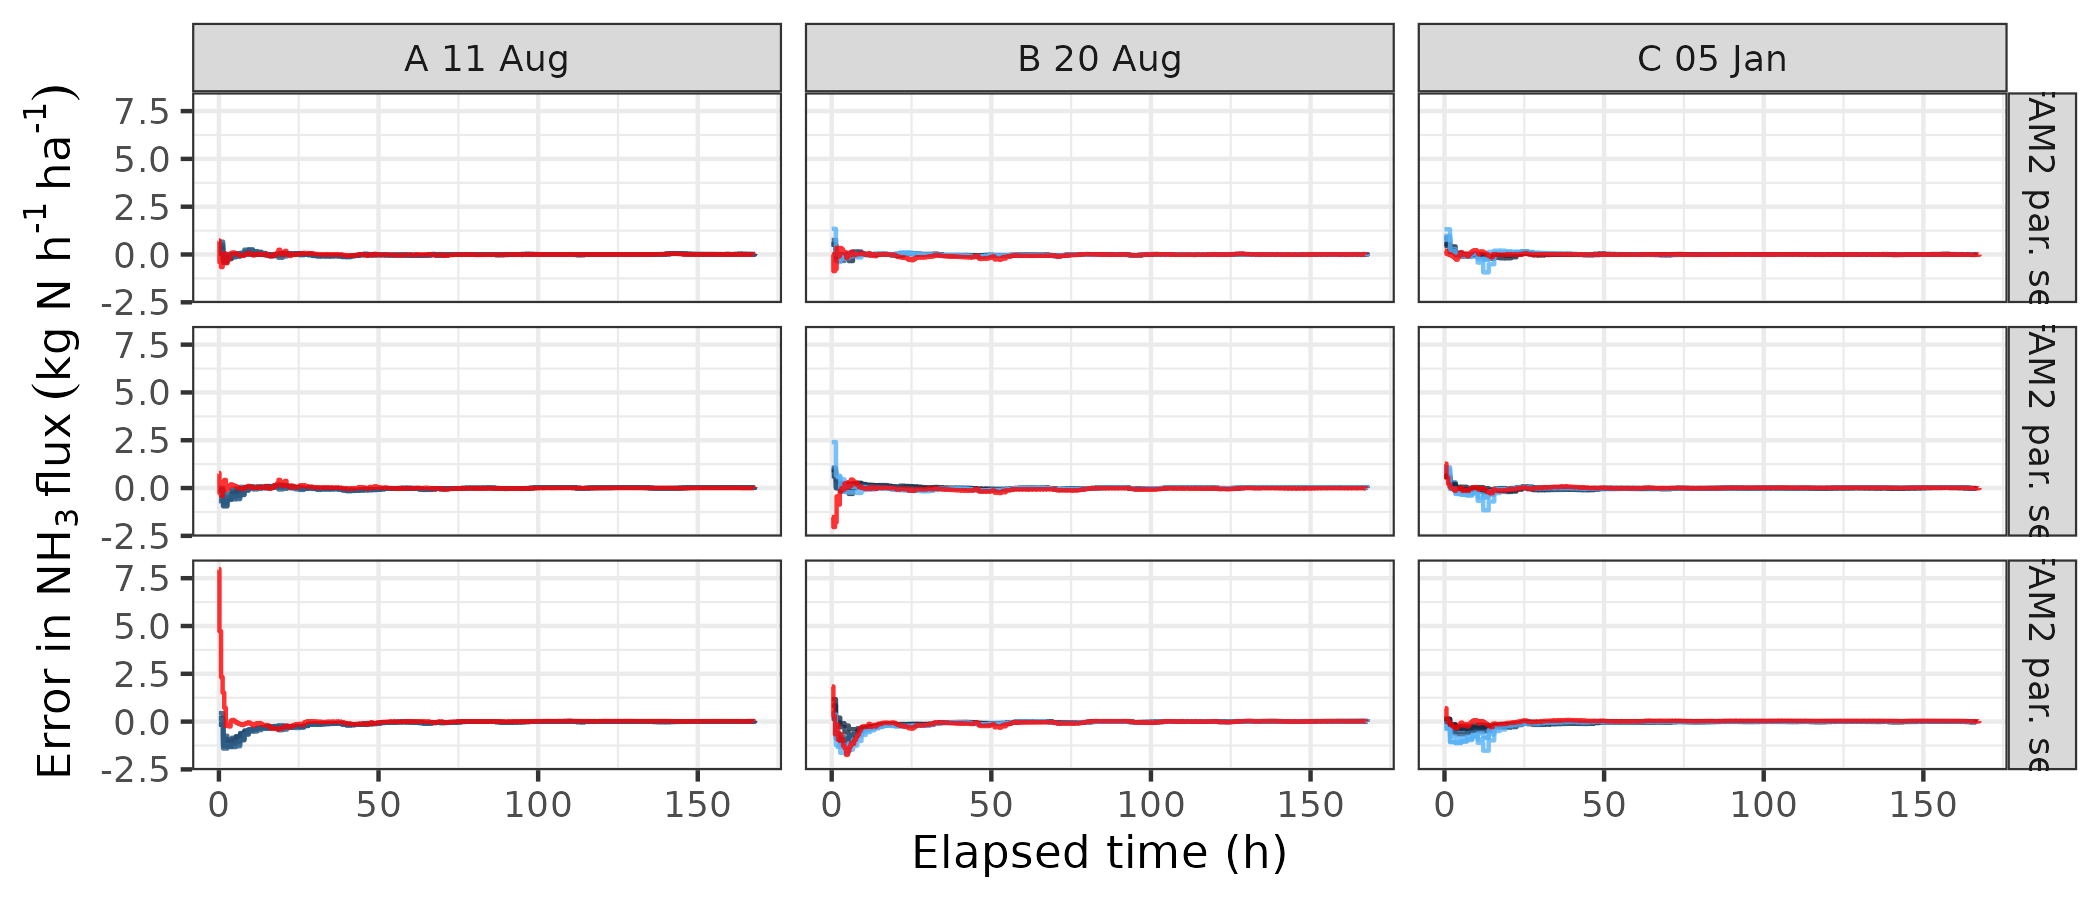 A 11 Aug
B 20 Aug
C 05 Jan
7.5
5.0
2.5
0.0
-2.5
AM2 par. se
7.5
5.0
2.5
0.0
-2.5
AM2 par. se
7.5
5.0
2.5
0.0
-2.5
AM2 par. se
Error in NH₃ flux (kg N h⁻¹ ha⁻¹)
0 50 100 150
0 50 100 150
0 50 100 150
Elapsed time (h)